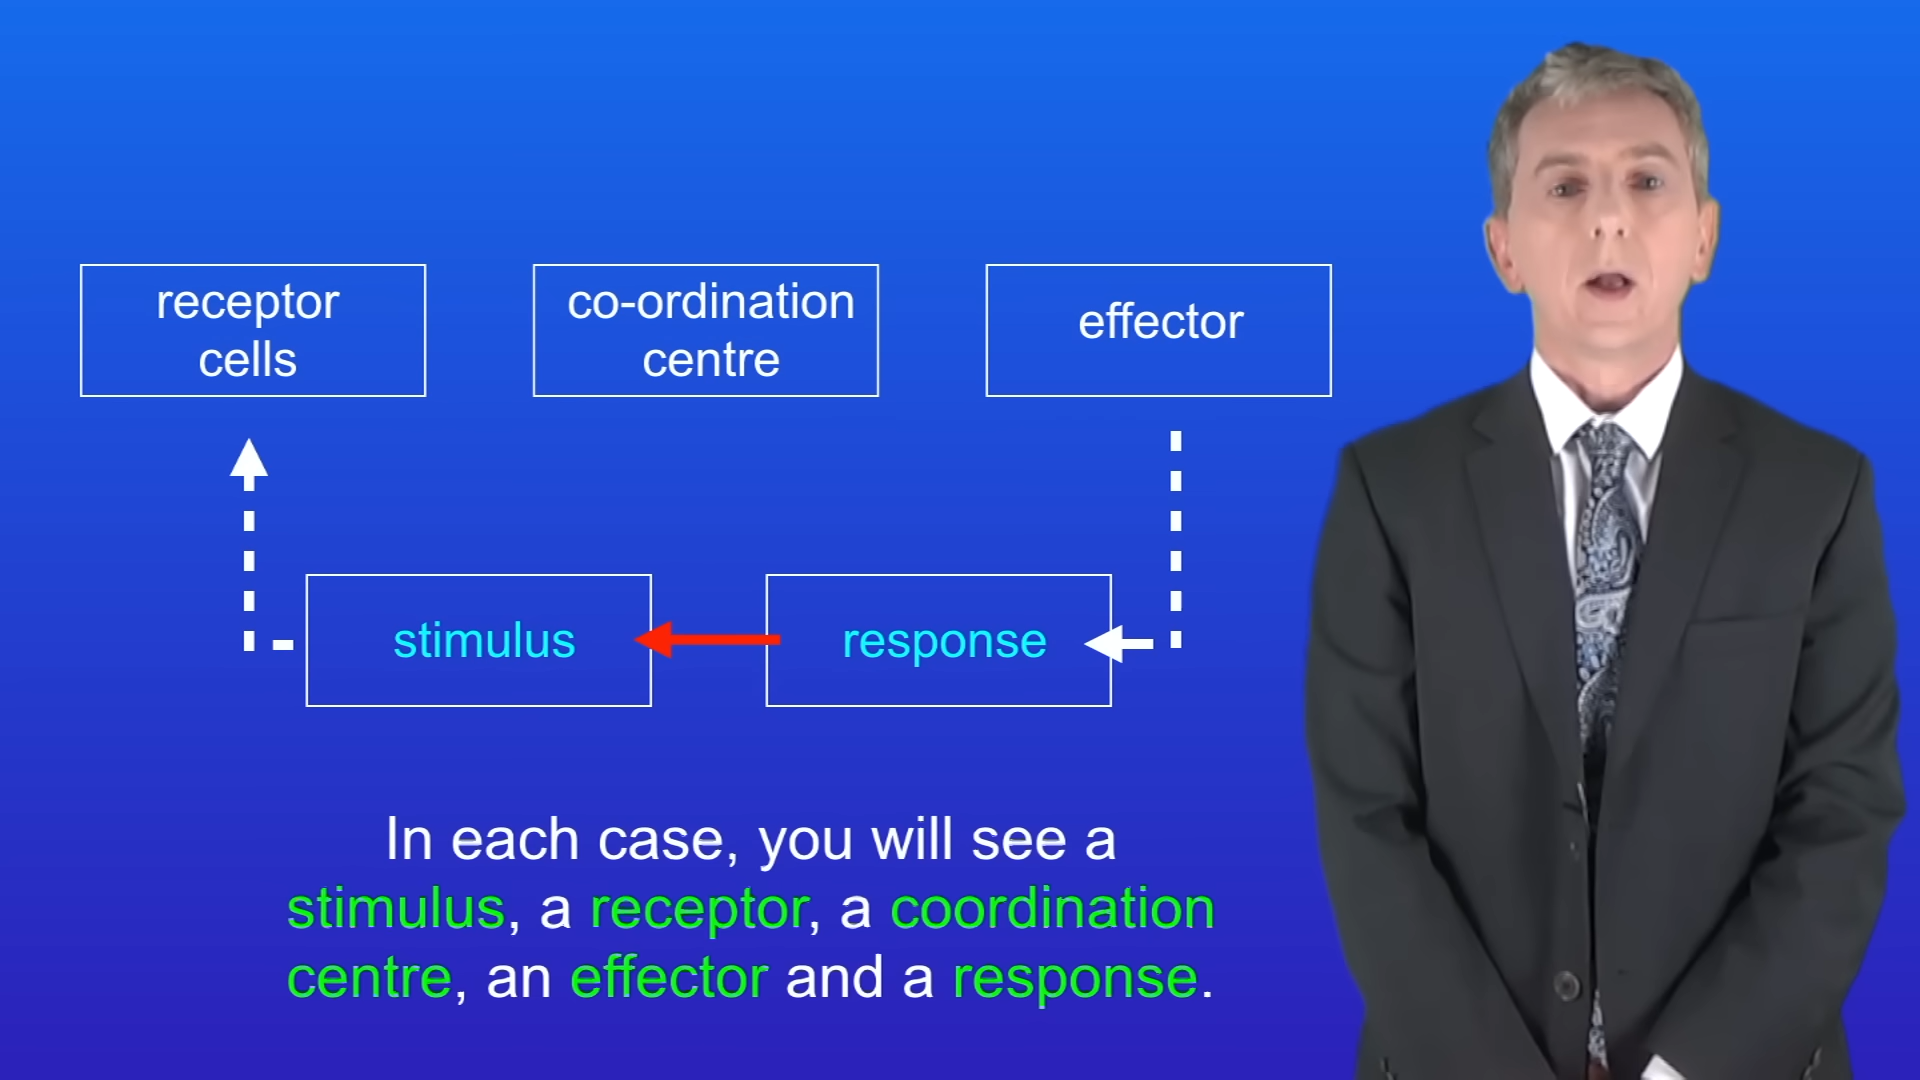 receptor
cells
co-ordination
centre
effector
stimulus
response
In each case, you will see a
stimulus, a receptor, a coordination
centre, an effector and a response.